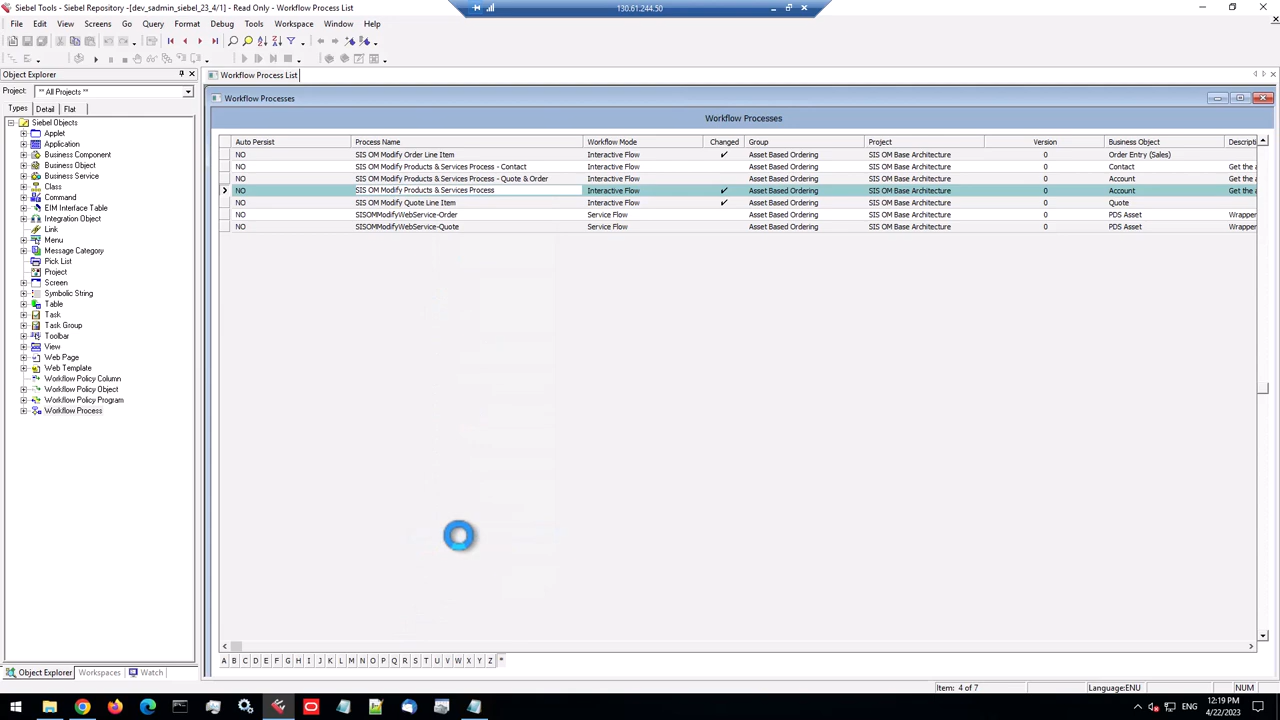 Siebel Tools - Siebel Repository -[dev_sadmin_siebel_23_4/1] - Read Only - Workflow Process List
130.61.244.50
File Edit View Screens Go Query Format Debug Tools Workspace Window Help
Object Explorer
Workflow Process List
Project: ** All Projects **
Types Detail Flat
Workflow Processes
Workflow Processes
Siebel Objects
Applet
Application
Business Component
Business Object
Business Service
Class
Command
EIM Interface Table
Integration Object
Link
Menu
Message Category
Pick List
Project
Screen
Symbolic String
Table
Task
Task Group
Toolbar
View
Web Page
Web Template
Workflow Policy Column
Workflow Policy Object
Workflow Policy Program
Workflow Process
Auto Persist Process Name Workflow Mode Changed Group Project Version Business Object Descripti
NO SIS OM Modify Order Line Item Interactive Flow ✓ Asset Based Ordering SIS OM Base Architecture 0 Order Entry (Sales)
NO SIS OM Modify Products & Services Process - Contact Interactive Flow Asset Based Ordering SIS OM Base Architecture 0 Contact Get the a
NO SIS OM Modify Products & Services Process - Quote & Order Interactive Flow Asset Based Ordering SIS OM Base Architecture 0 Account Get the a
NO SIS OM Modify Products & Services Process Interactive Flow ✓ Asset Based Ordering SIS OM Base Architecture 0 Account Get the a
NO SIS OM Modify Quote Line Item Interactive Flow ✓ Asset Based Ordering SIS OM Base Architecture 0 Quote
NO SISOMModifyWebService-Order Service Flow Asset Based Ordering SIS OM Base Architecture 0 PDS Asset Wrapper
NO SISOMModifyWebService-Quote Service Flow Asset Based Ordering SIS OM Base Architecture 0 PDS Asset Wrapper
A B C D E F G H I J K L M N O P Q R S T U V W X Y Z *
Object Explorer Workspaces Watch
Item: 4 of 7 Language:ENU NUM
ENG 12:19 PM
4/22/2023